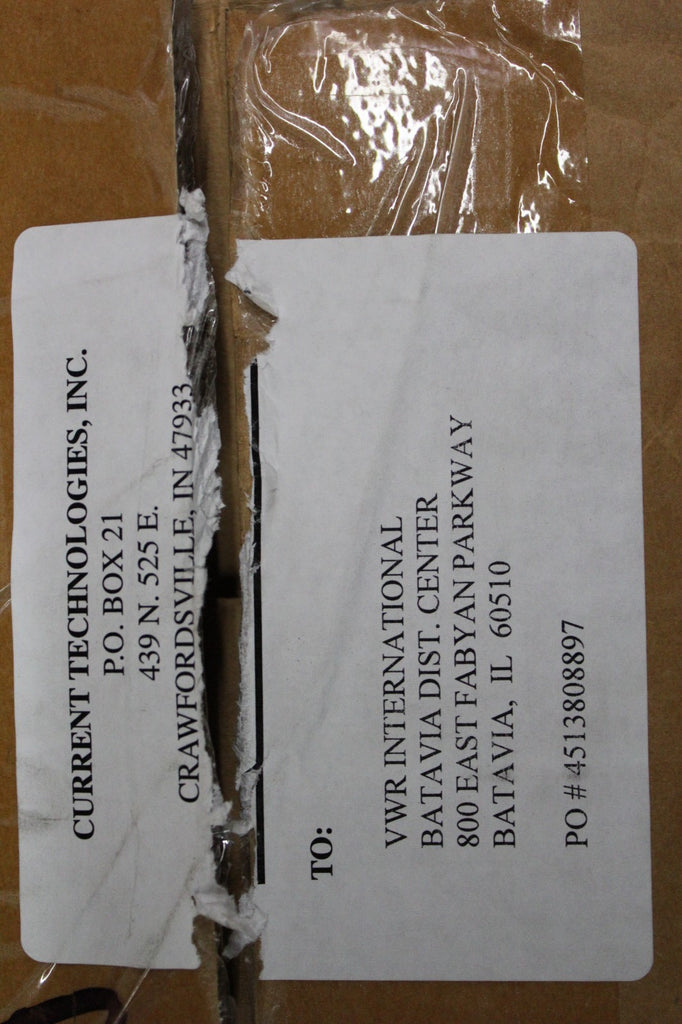 CURRENT TECHNOLOGIES, INC.
P.O. BOX 21
439 N. 525 E.
CRAWFORDSVILLE, IN 47933
TO:
VWR INTERNATIONAL
BATAVIA DIST. CENTER
800 EAST FABYAN PARKWAY
BATAVIA, IL 60510
PO # 4513808897